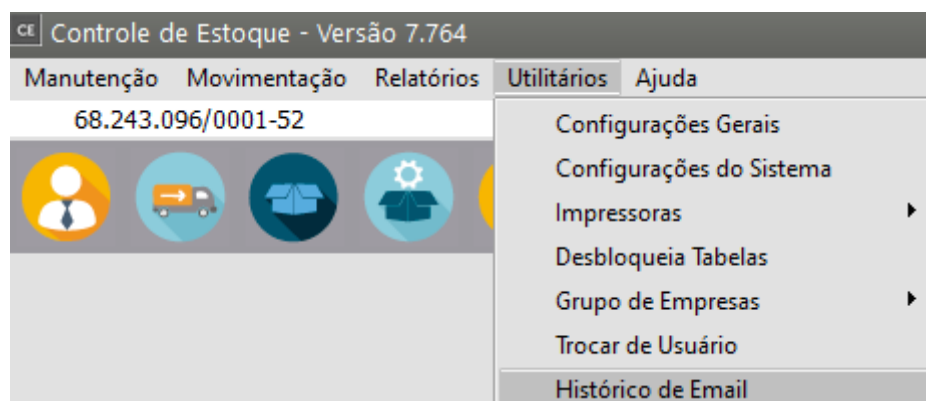 CE Controle de Estoque - Versão 7.764
Manutenção Movimentação Relatórios Utilitários Ajuda
68.243.096/0001-52
Configurações Gerais
Configurações do Sistema
Impressoras
Desbloqueia Tabelas
Grupo de Empresas
Trocar de Usuário
Histórico de Email